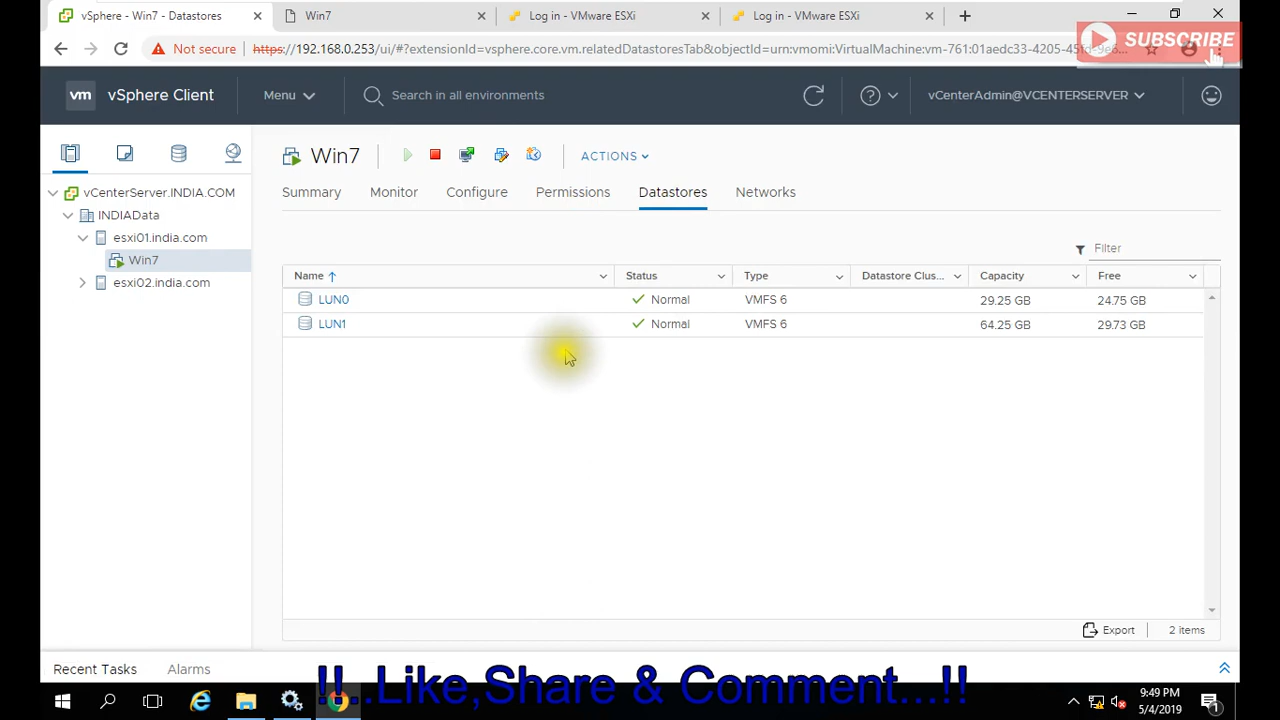 vSphere - Win7 - Datastores
Win7
Log in - VMware ESXi
Log in - VMware ESXi
Not secure
https://192.168.0.253/ui/#?extensionId=vsphere.core.vm.relatedDatastoresTab&objectId=urn:vmomi:VirtualMachine:vm-761:01aedc33-4205-45fd-9e6...
SUBSCRIBE
vm vSphere Client
Menu
Search in all environments
vCenterAdmin@VCENTERSERVER
vCenterServer.INDIA.COM
INDIAData
esxi01.india.com
Win7
esxi02.india.com
Win7
ACTIONS
Summary Monitor Configure Permissions Datastores Networks
Filter
Name Status Type Datastore Clus... Capacity Free
LUN0 Normal VMFS 6 29.25 GB 24.75 GB
LUN1 Normal VMFS 6 64.25 GB 29.73 GB
Export 2 items
Recent Tasks Alarms
!!..Like,Share & Comment...!!
9:49 PM
5/4/2019
1